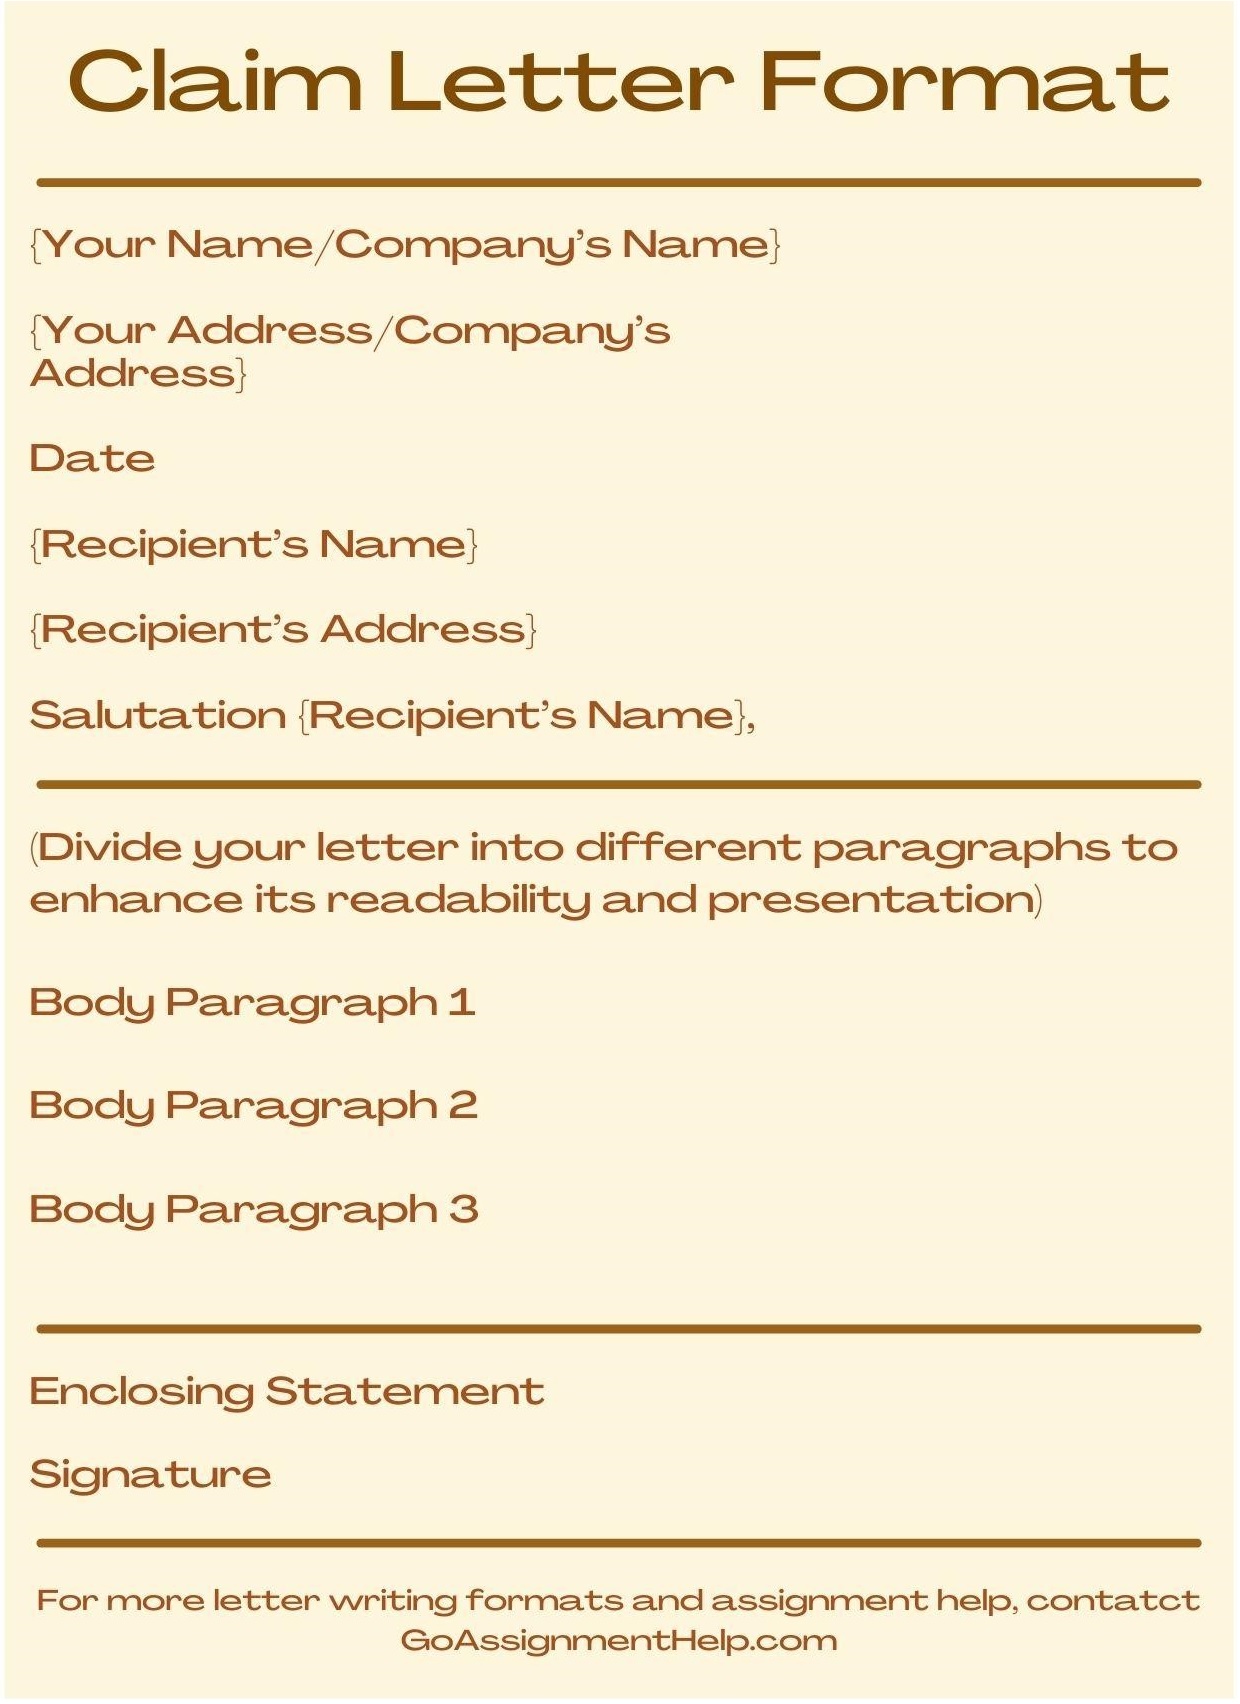 Claim Letter Format
{Your Name/Company’s Name}
{Your Address/Company’s
Address}
Date
{Recipient’s Name}
{Recipient’s Address}
Salutation {Recipient’s Name},
(Divide your letter into different paragraphs to
enhance its readability and presentation)
Body Paragraph 1
Body Paragraph 2
Body Paragraph 3
Enclosing Statement
Signature
For more letter writing formats and assignment help, contatct
GoAssignmentHelp.com